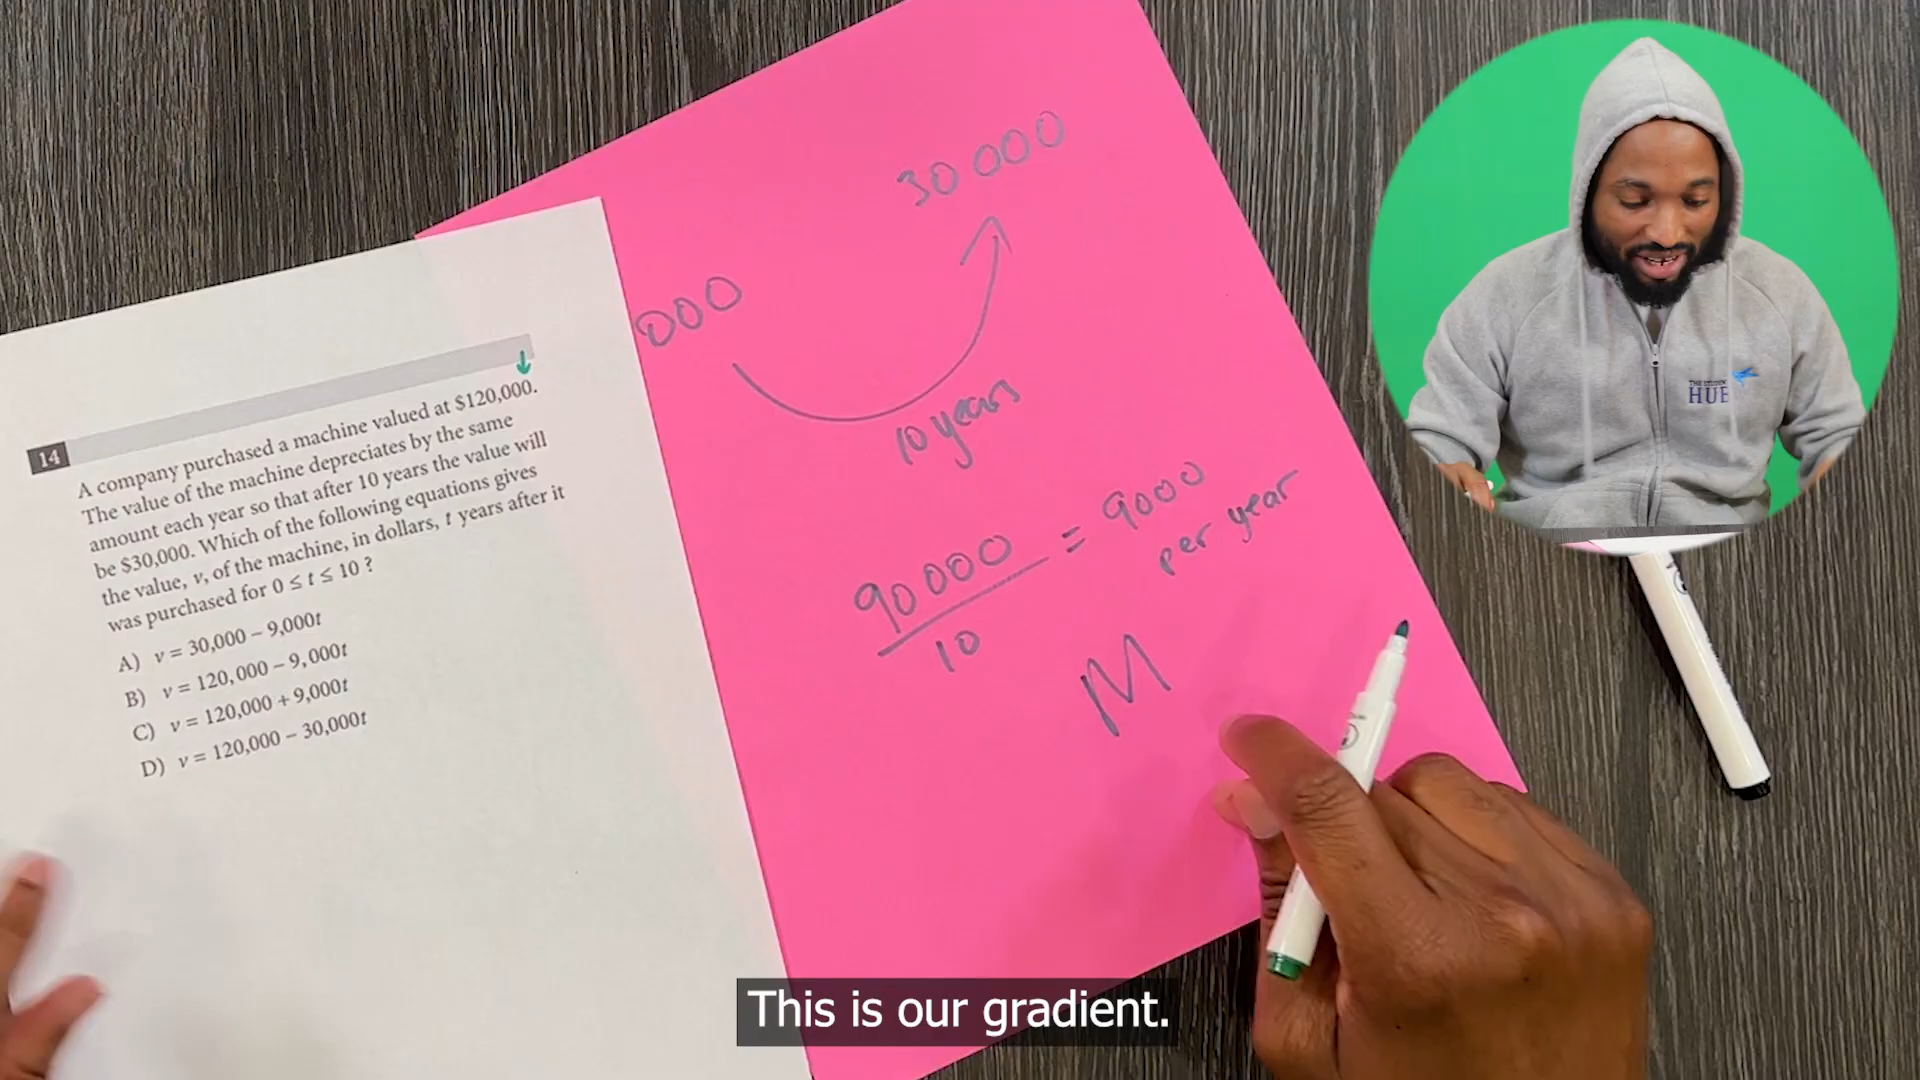 14
A company purchased a machine valued at $120,000.
The value of the machine depreciates by the same
amount each year so that after 10 years the value will
be $30,000. Which of the following equations gives
the value, v, of the machine, in dollars, t years after it
was purchased for 0 ≤ t ≤ 10 ?
A) v = 30,000 – 9,000t
B) v = 120,000 – 9,000t
C) v = 120,000 + 9,000t
D) v = 120,000 – 30,000t
000
30 000
10 years
90000
10
= 9000
per year
M
THE STUDENT
HUB
This is our gradient.